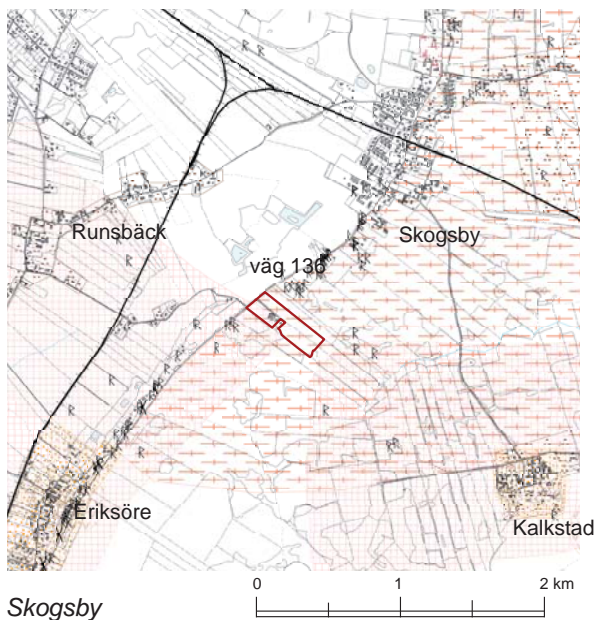 Runsbäck
Skogsby
väg 136
Eriksöre
Kalkstad
0 1 2 km
Skogsby